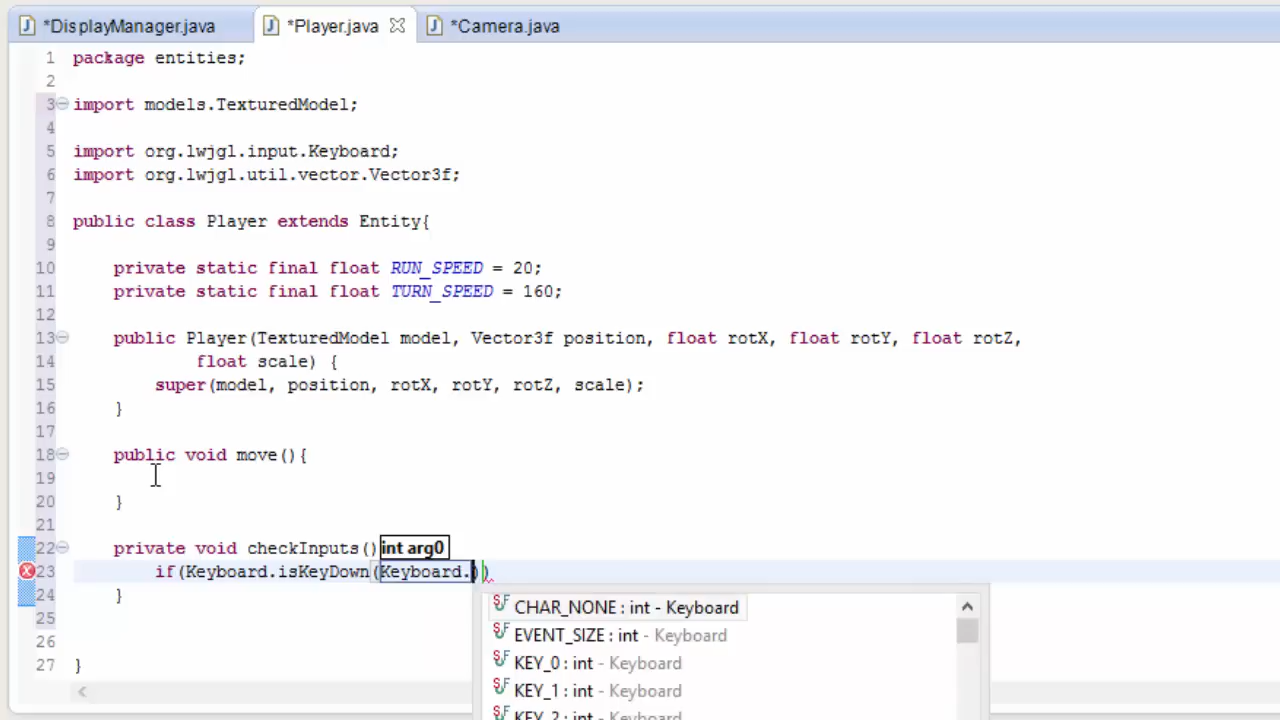 *DisplayManager.java *Player.java *Camera.java
1 package entities;
2
3 import models.TexturedModel;
4
5 import org.lwjgl.input.Keyboard;
6 import org.lwjgl.util.vector.Vector3f;
7
8 public class Player extends Entity{
9
10 private static final float RUN_SPEED = 20;
11 private static final float TURN_SPEED = 160;
12
13 public Player(TexturedModel model, Vector3f position, float rotX, float rotY, float rotZ,
14 float scale) {
15 super(model, position, rotX, rotY, rotZ, scale);
16 }
17
18 public void move(){
19
20 }
21
22 private void checkInputs() int arg0
23 if(Keyboard.isKeyDown(Keyboard.))
24 }
25
26
27 }
CHAR_NONE : int - Keyboard
EVENT_SIZE : int - Keyboard
KEY_0 : int - Keyboard
KEY_1 : int - Keyboard
KEY_2 : int - Keyboard